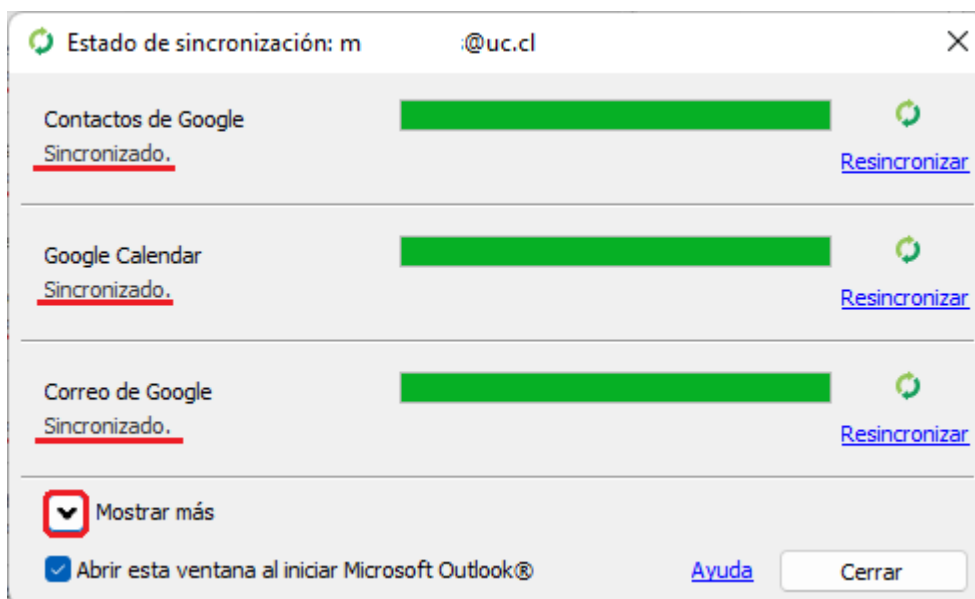 Estado de sincronización: m @uc.cl
Contactos de Google
Sincronizado.
Resincronizar
Google Calendar
Sincronizado.
Resincronizar
Correo de Google
Sincronizado.
Resincronizar
Mostrar más
Abrir esta ventana al iniciar Microsoft Outlook®
Ayuda
Cerrar